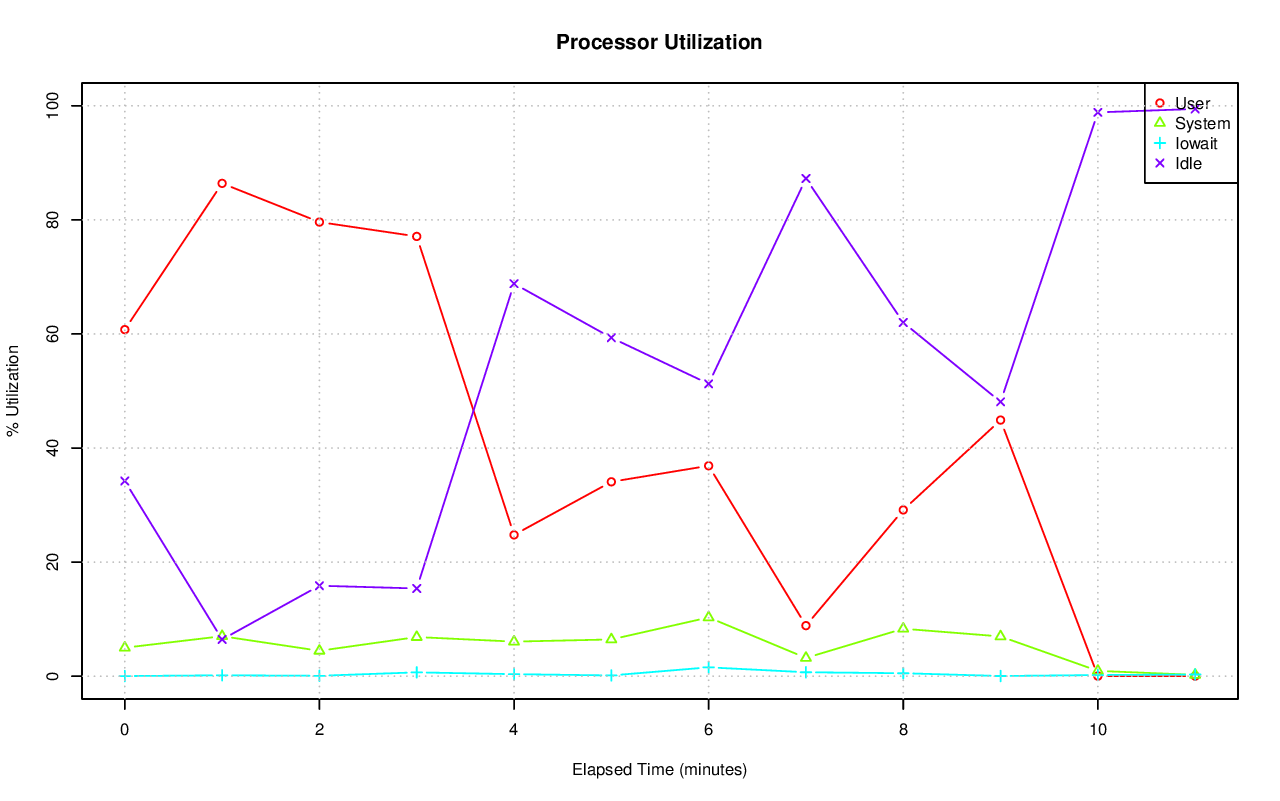 Processor Utilization
% Utilization
100
80
60
40
20
0
User
System
Iowait
Idle
0 2 4 6 8 10
Elapsed Time (minutes)